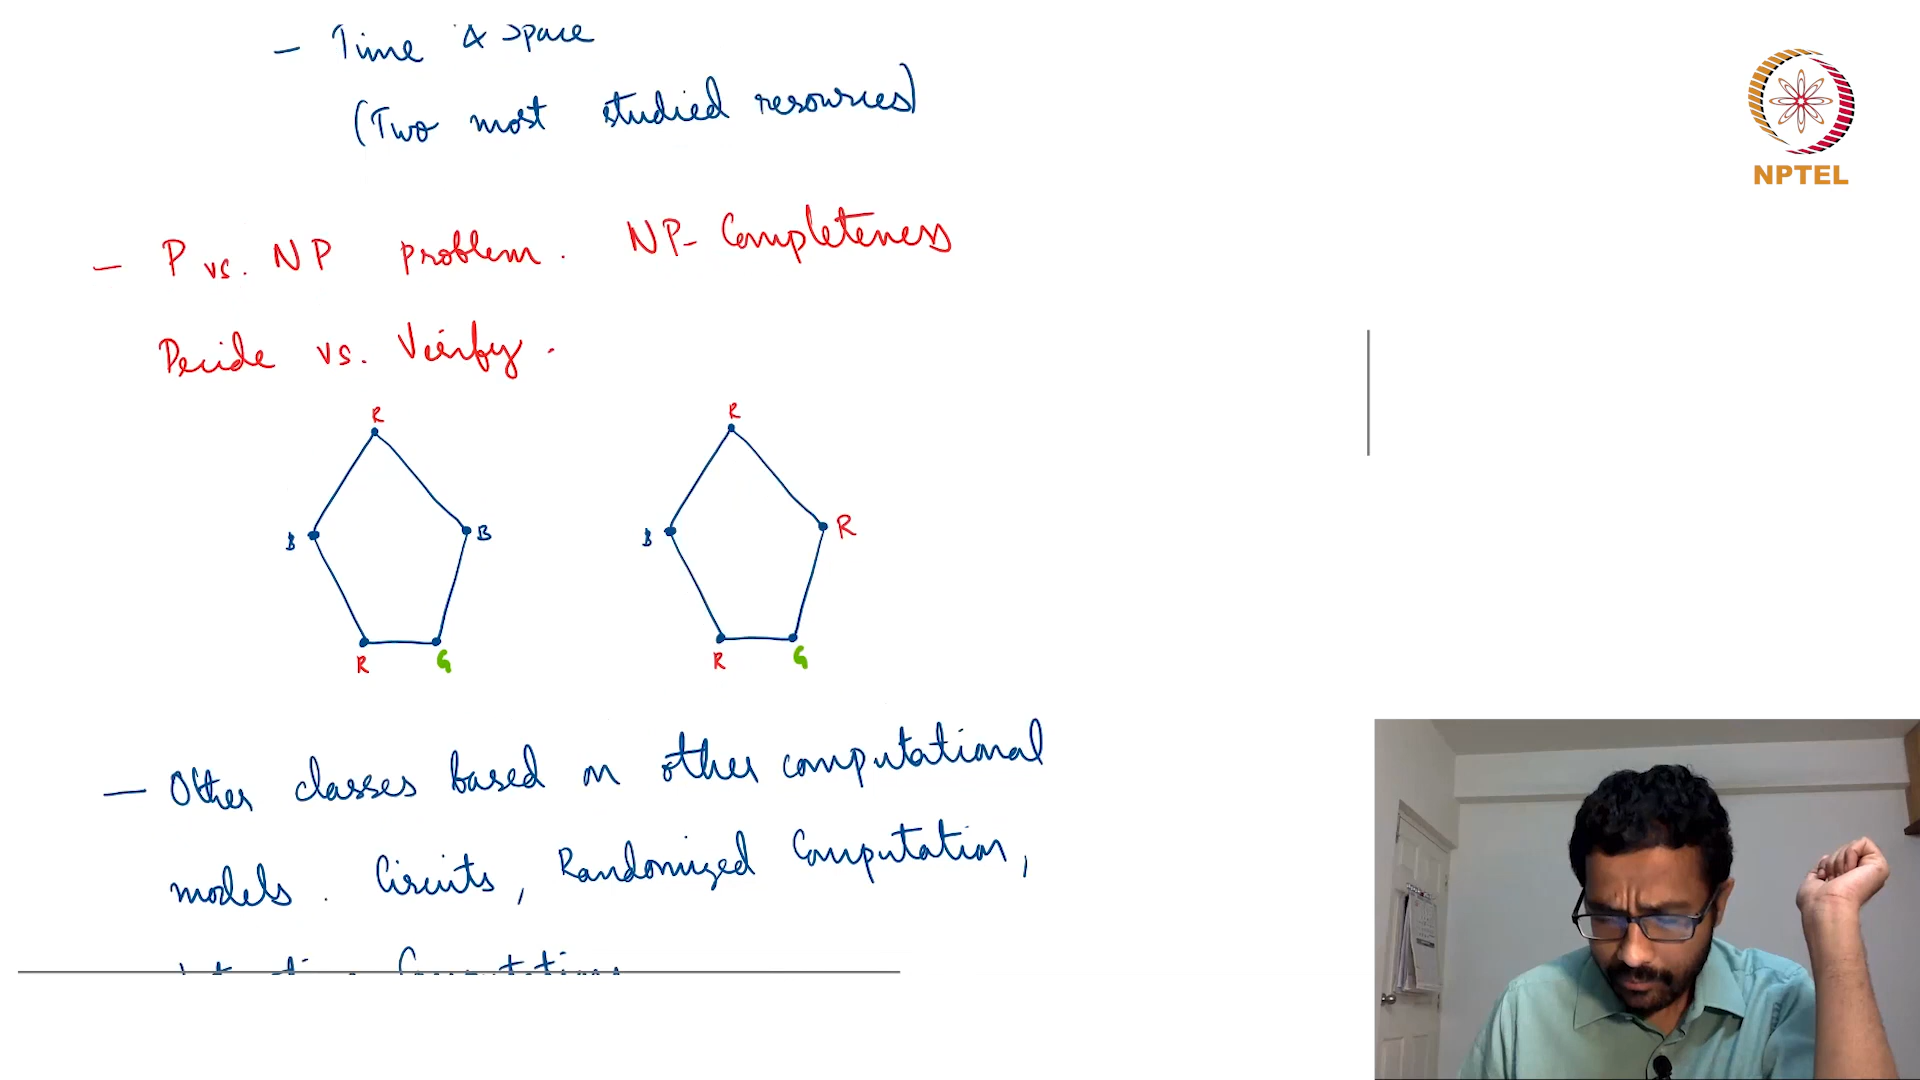 - Time & Space
(Two most studied resources)
- P vs. NP problem. NP-Completeness
Decide vs. Verify.
R
B
B
R
G
R
B
R
R
G
- Other classes based on other computational
models. Circuits, Randomized Computation,
NPTEL